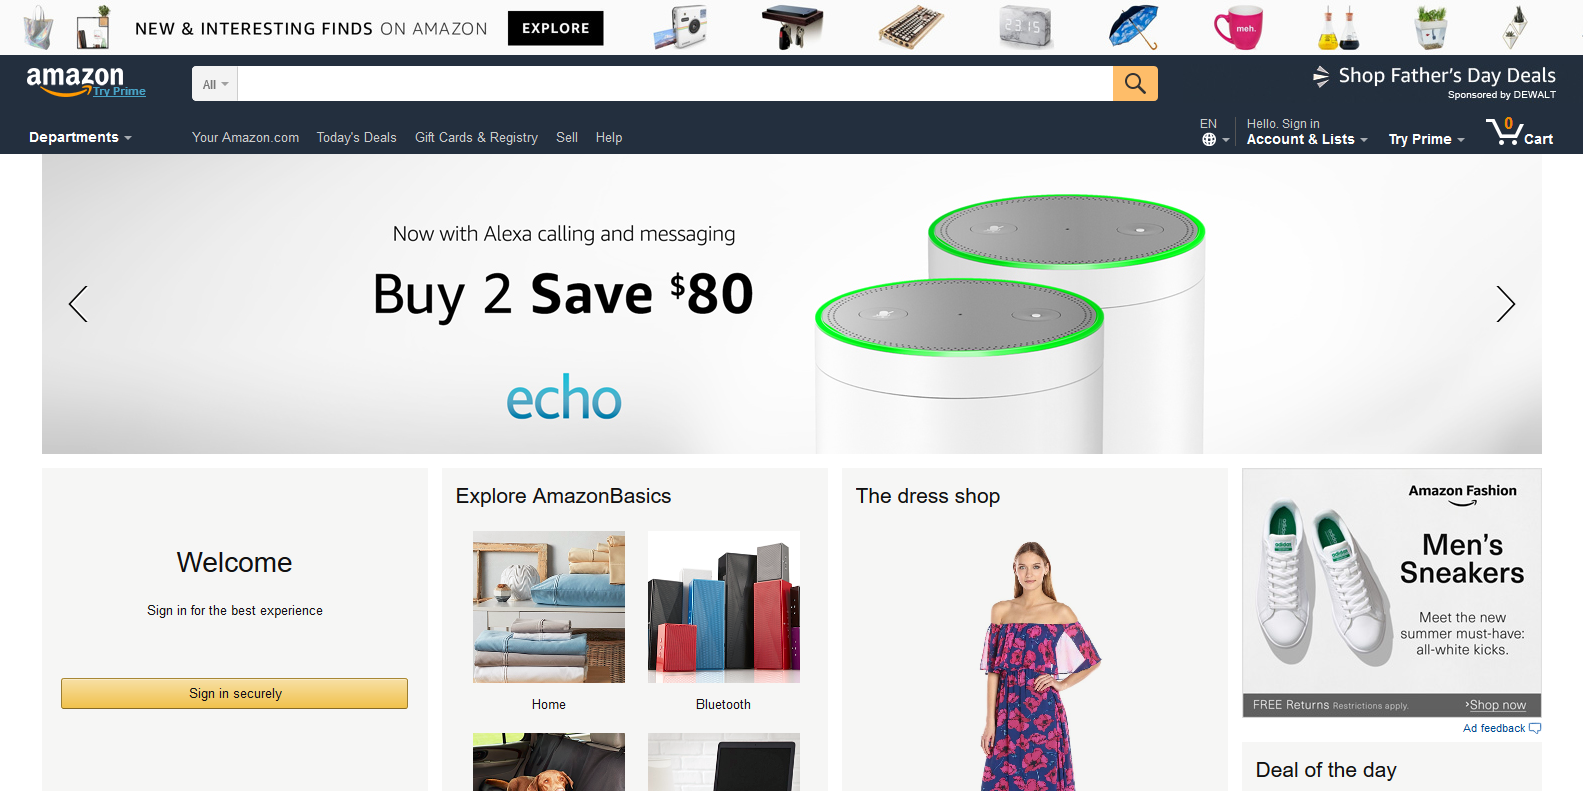 NEW & INTERESTING FINDS ON AMAZON
EXPLORE
2315
meh.
amazon
Try Prime
All
Shop Father's Day Deals
Sponsored by DEWALT
Departments
Your Amazon.com
Today's Deals
Gift Cards & Registry
Sell
Help
EN
Hello. Sign in
Account & Lists
Try Prime
0
Cart
Now with Alexa calling and messaging
Buy 2 Save $80
echo
Welcome
Sign in for the best experience
Sign in securely
Explore AmazonBasics
Home
Bluetooth
The dress shop
Amazon Fashion
Men's
Sneakers
Meet the new
summer must-have:
all-white kicks.
adidas
adidas
FREE Returns Restrictions apply.
›Shop now
Ad feedback
Deal of the day